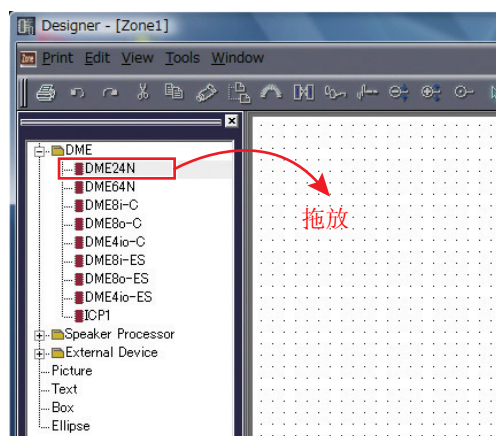 Designer - [Zone1]
Print Edit View Tools Window
DME
DME24N
DME64N
DME8i-C
DME8o-C
DME4io-C
DME8i-ES
DME8o-ES
DME4io-ES
ICP1
Speaker Processor
External Device
Picture
Text
Box
Ellipse
拖放